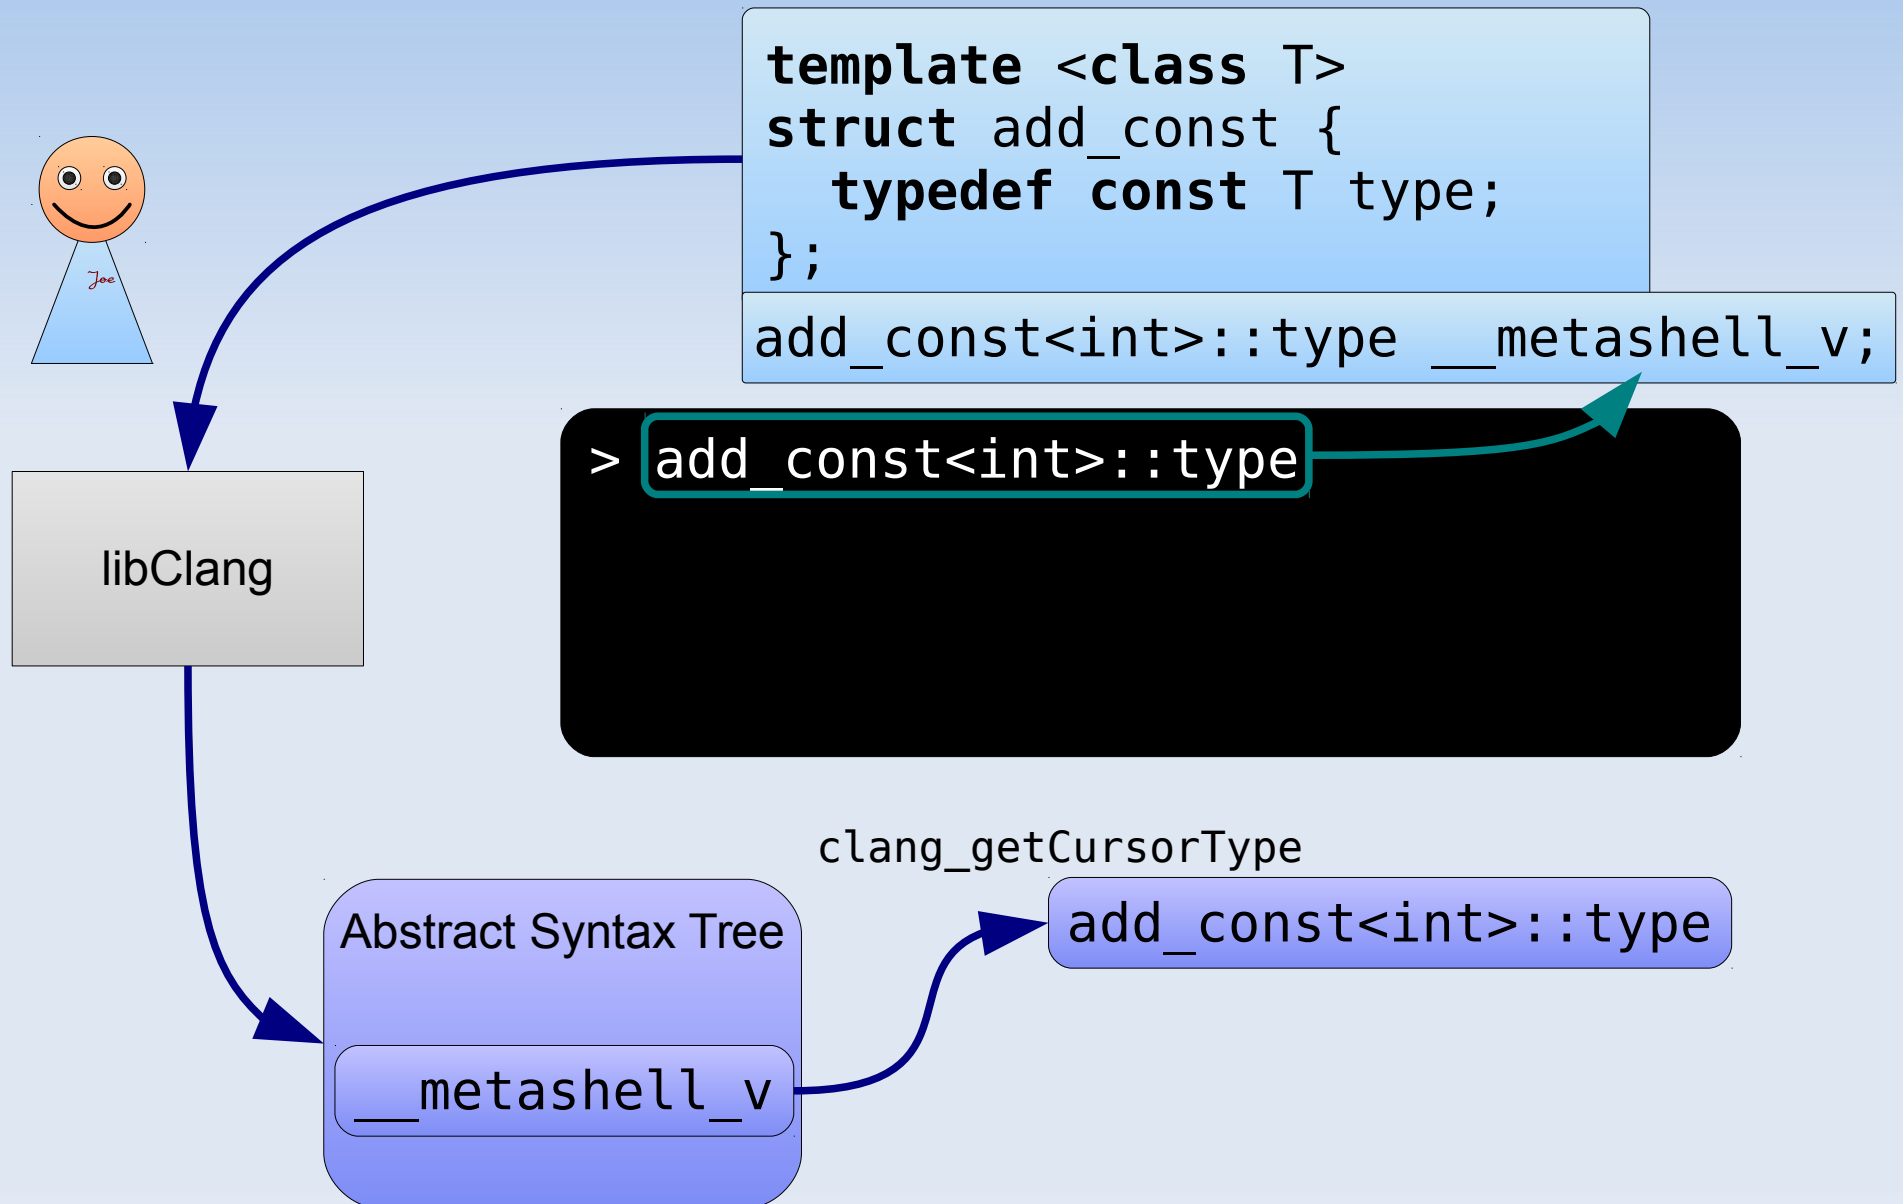 template <class T>
struct add_const {
  typedef const T type;
};
Joe
add_const<int>::type __metashell_v;
> add_const<int>::type
libClang
clang_getCursorType
Abstract Syntax Tree
add_const<int>::type
__metashell_v